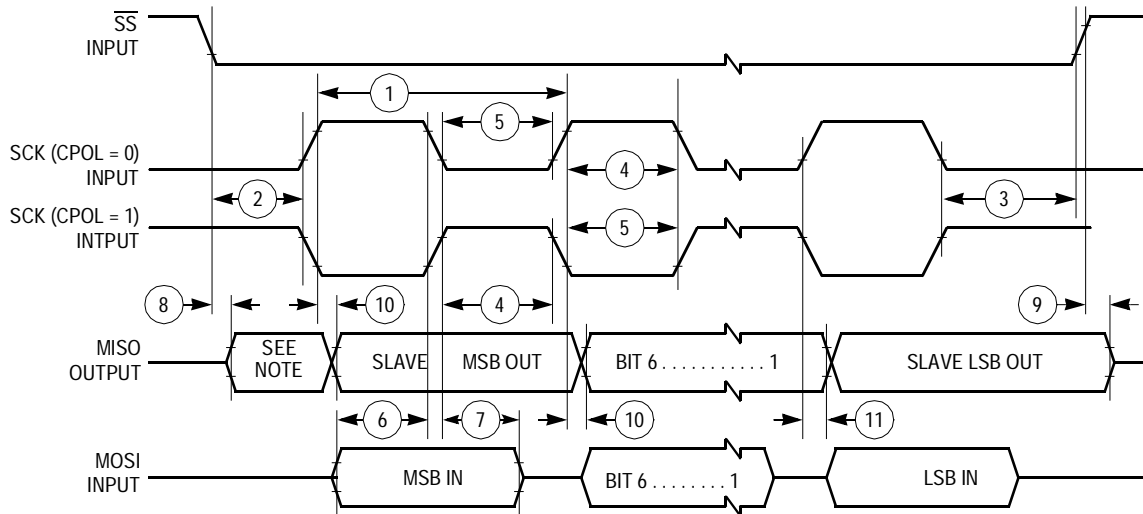 SS
INPUT
1
5
SCK (CPOL = 0)
INPUT
4
2
3
SCK (CPOL = 1)
INTPUT
5
8
10
4
9
MISO
OUTPUT
SEE
NOTE
SLAVE
MSB OUT
BIT 6 . . . . . . . . . . . 1
SLAVE LSB OUT
6
7
10
11
MOSI
INPUT
MSB IN
BIT 6 . . . . . . . . 1
LSB IN